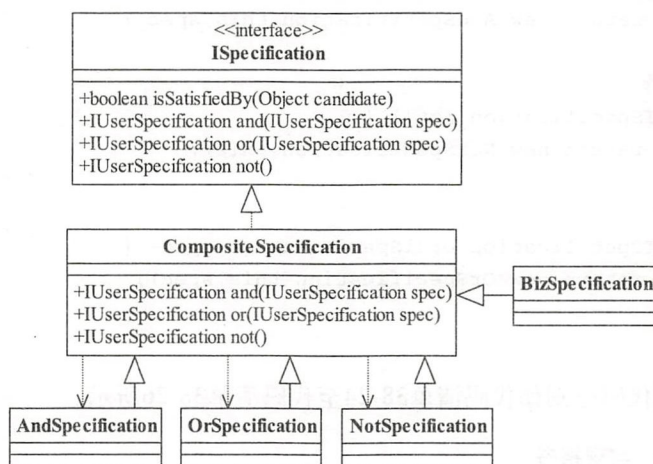 <<interface>>
ISpecification
+boolean isSatisfiedBy(Object candidate)
+IUserSpecification and(IUserSpecification spec)
+IUserSpecification or(IUserSpecification spec)
+IUserSpecification not()
CompositeSpecification
+IUserSpecification and(IUserSpecification spec)
+IUserSpecification or(IUserSpecification spec)
+IUserSpecification not()
BizSpecification
AndSpecification
OrSpecification
NotSpecification